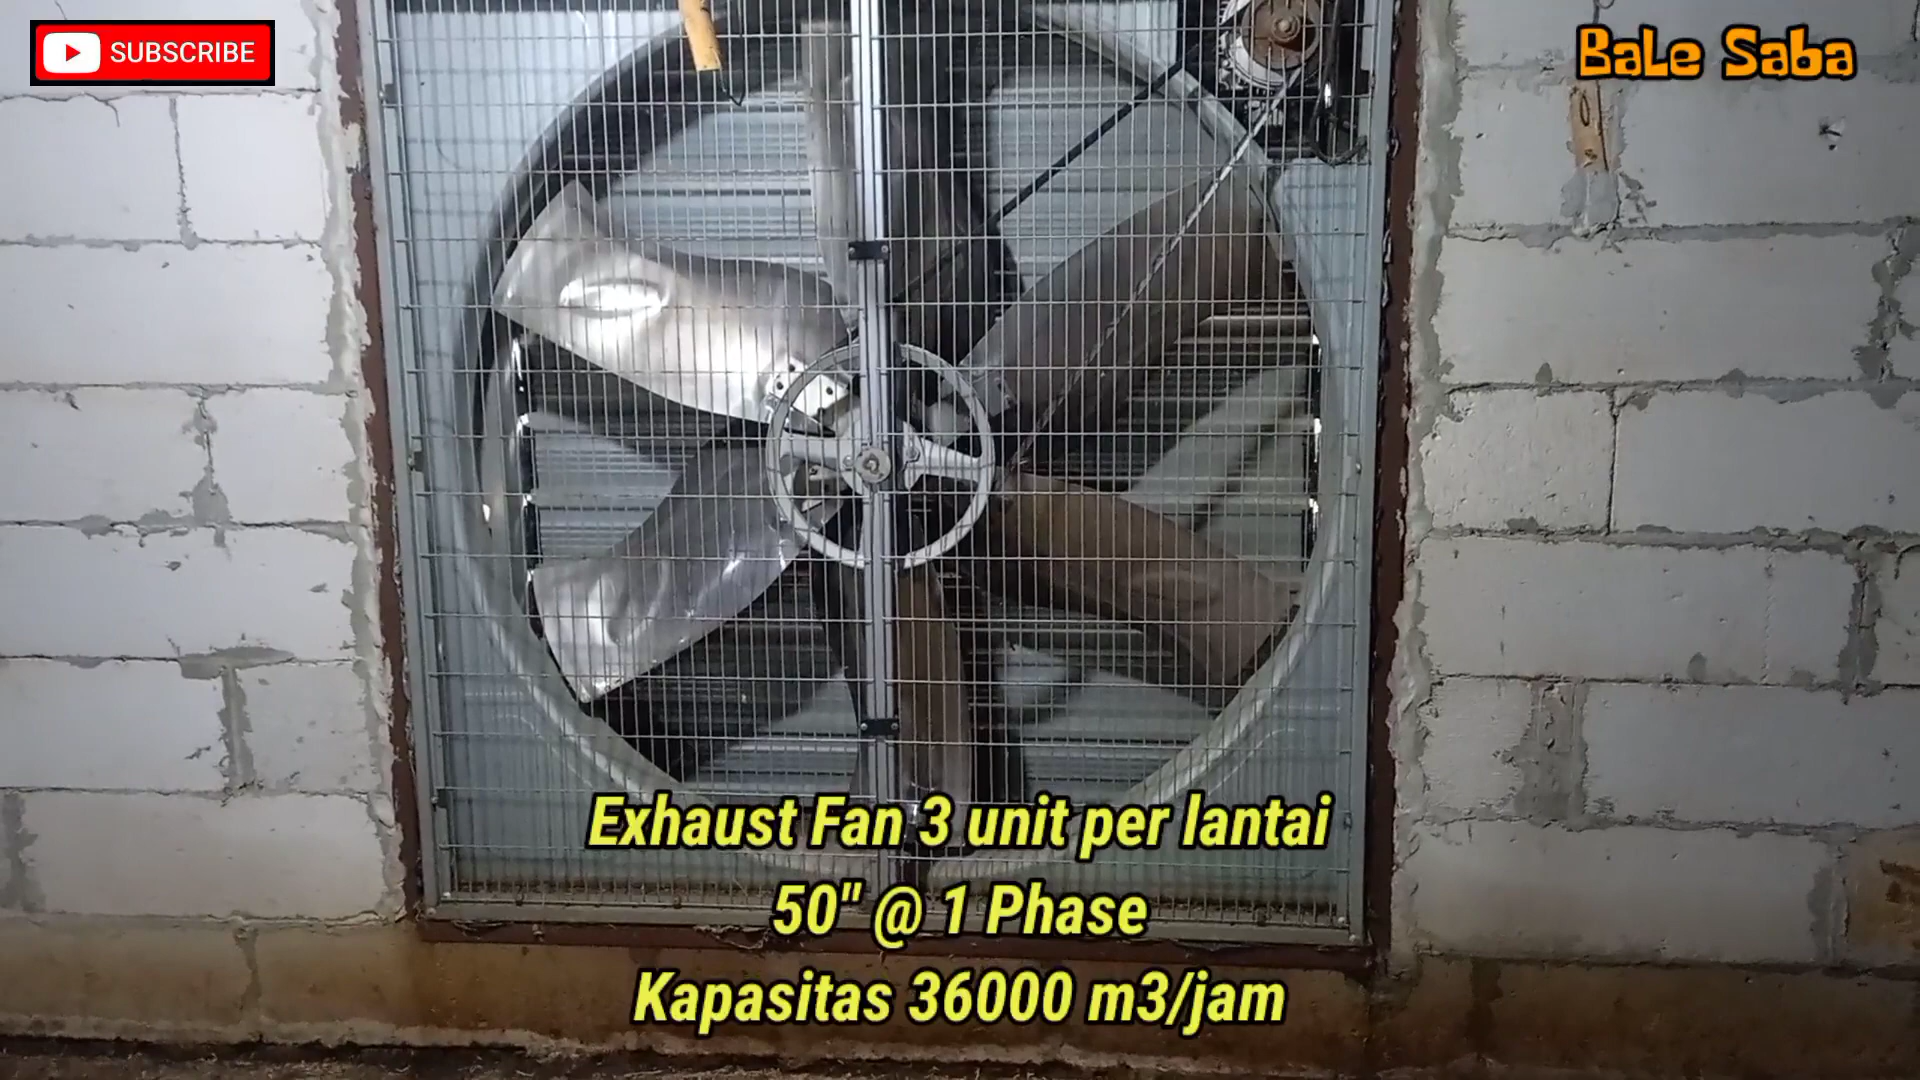 SUBSCRIBE
BaLe Saba
Exhaust Fan 3 unit per lantai
50" @ 1 Phase
Kapasitas 36000 m3/jam